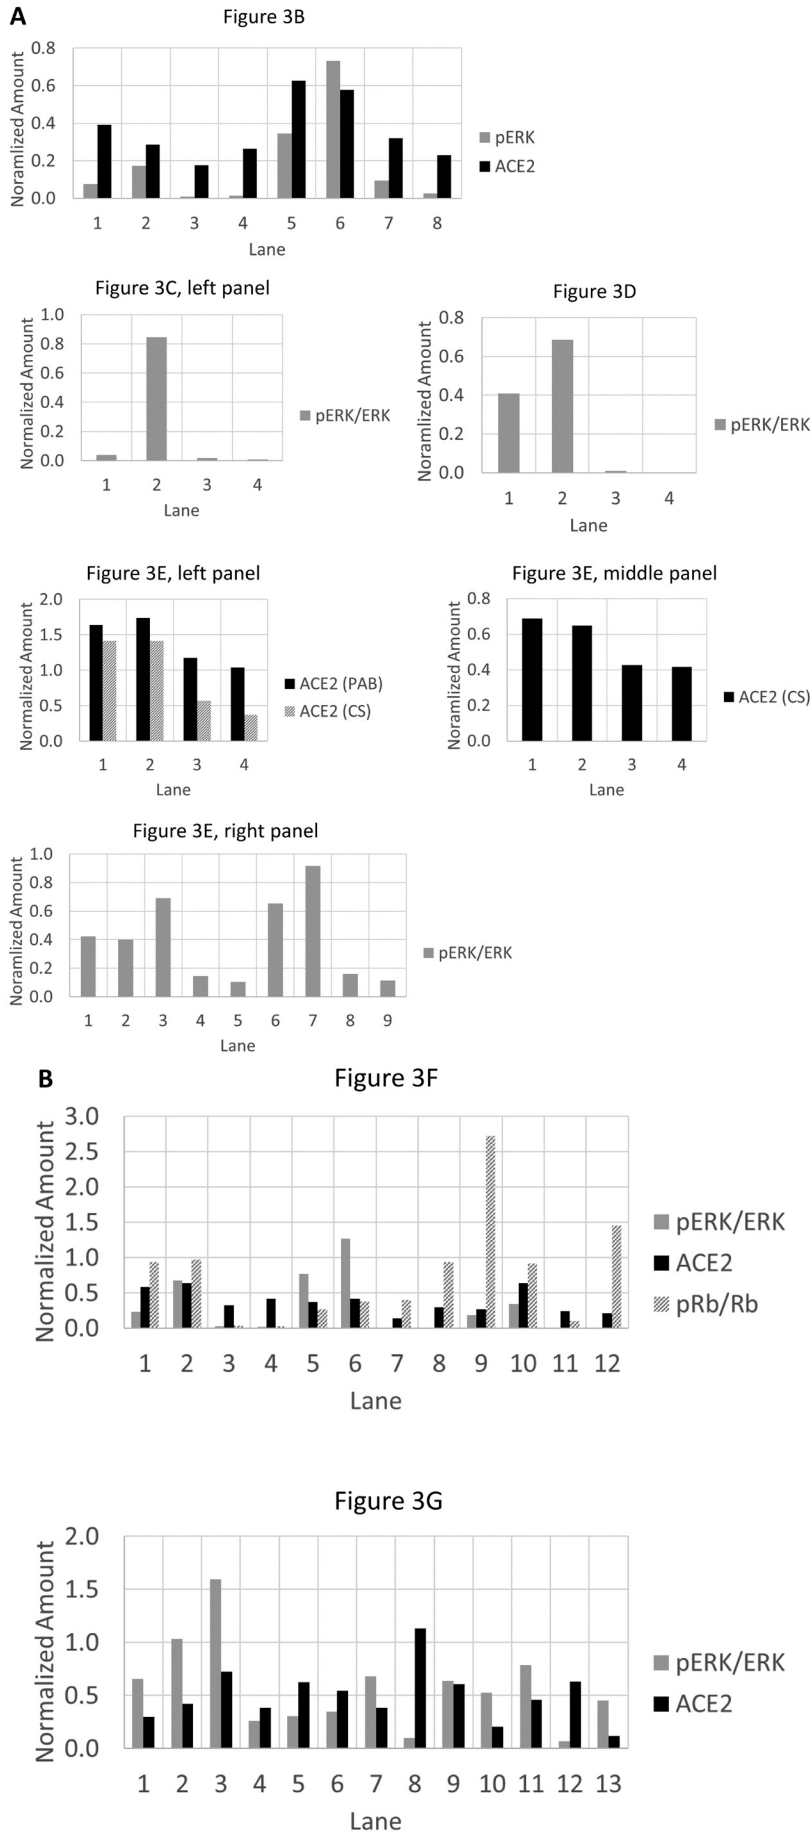 A
Figure 3B
Noramlized Amount
0.8
0.6
0.4
0.2
0.0
1 2 3 4 5 6 7 8
Lane
pERK
ACE2
Figure 3C, left panel
Normalized Amount
1.0
0.8
0.6
0.4
0.2
0.0
1 2 3 4
Lane
pERK/ERK
Figure 3D
Noramlized Amount
0.8
0.6
0.4
0.2
0.0
1 2 3 4
Lane
pERK/ERK
Figure 3E, left panel
Normalized Amount
2.0
1.5
1.0
0.5
0.0
1 2 3 4
Lane
ACE2 (PAB)
ACE2 (CS)
Figure 3E, middle panel
Noramlized Amount
0.8
0.6
0.4
0.2
0.0
1 2 3 4
Lane
ACE2 (CS)
Figure 3E, right panel
Noramlized Amount
1.0
0.8
0.6
0.4
0.2
0.0
1 2 3 4 5 6 7 8 9
Lane
pERK/ERK
B
Figure 3F
Normalized Amount
3.0
2.5
2.0
1.5
1.0
0.5
0.0
1 2 3 4 5 6 7 8 9 10 11 12
Lane
pERK/ERK
ACE2
pRb/Rb
Figure 3G
Normalized Amount
2.0
1.5
1.0
0.5
0.0
1 2 3 4 5 6 7 8 9 10 11 12 13
Lane
pERK/ERK
ACE2